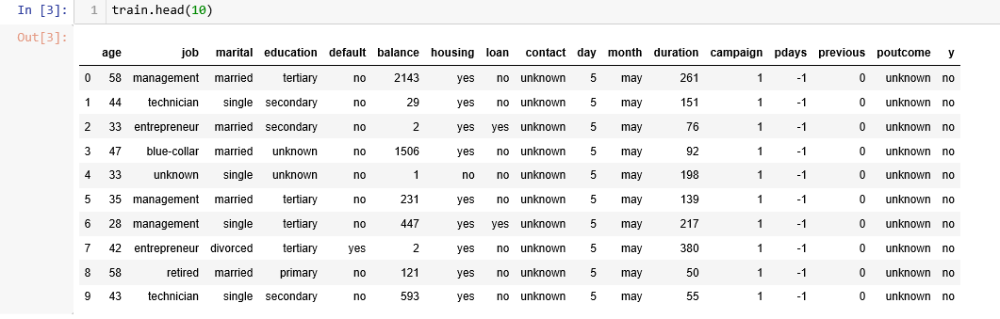 In [3]: 1 train.head(10)
Out[3]:
age job marital education default balance housing loan contact day month duration campaign pdays previous poutcome y
0 58 management married tertiary no 2143 yes no unknown 5 may 261 1 -1 0 unknown no
1 44 technician single secondary no 29 yes no unknown 5 may 151 1 -1 0 unknown no
2 33 entrepreneur married secondary no 2 yes yes unknown 5 may 76 1 -1 0 unknown no
3 47 blue-collar married unknown no 1506 yes no unknown 5 may 92 1 -1 0 unknown no
4 33 unknown single unknown no 1 no no unknown 5 may 198 1 -1 0 unknown no
5 35 management married tertiary no 231 yes no unknown 5 may 139 1 -1 0 unknown no
6 28 management single tertiary no 447 yes yes unknown 5 may 217 1 -1 0 unknown no
7 42 entrepreneur divorced tertiary yes 2 yes no unknown 5 may 380 1 -1 0 unknown no
8 58 retired married primary no 121 yes no unknown 5 may 50 1 -1 0 unknown no
9 43 technician single secondary no 593 yes no unknown 5 may 55 1 -1 0 unknown no